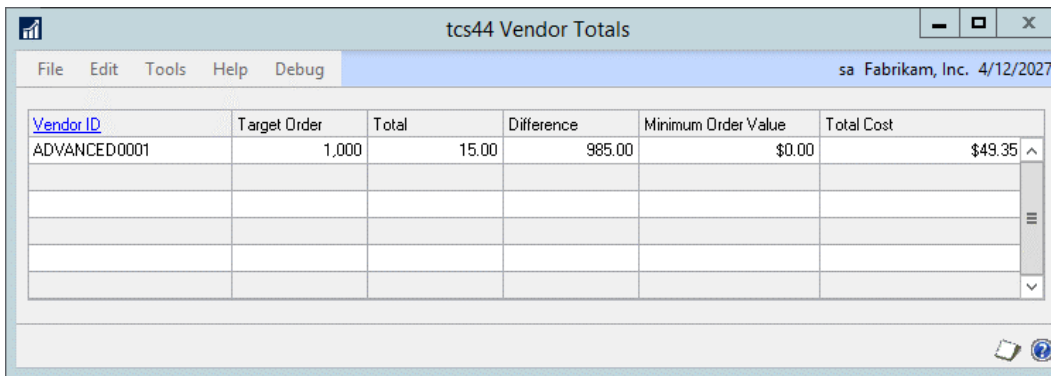 tcs44 Vendor Totals
File Edit Tools Help Debug sa Fabrikam, Inc. 4/12/2027
Vendor ID Target Order Total Difference Minimum Order Value Total Cost
ADVANCED0001 1,000 15.00 985.00 $0.00 $49.35